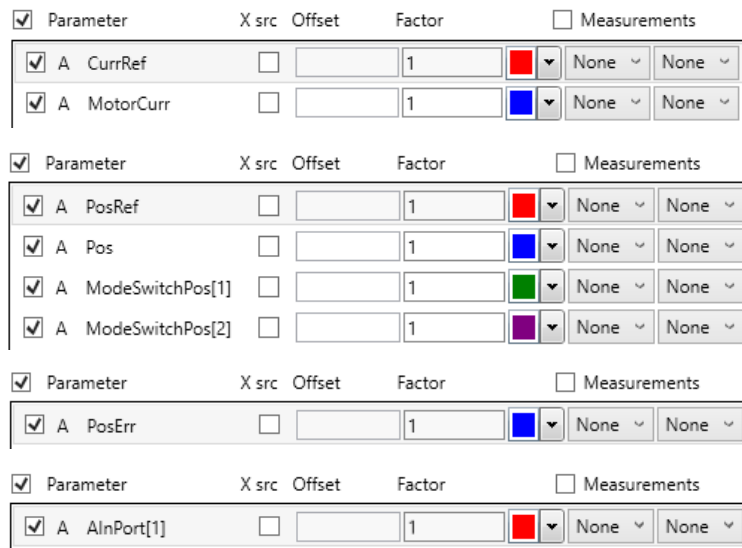 Parameter X src Offset Factor Measurements
A CurrRef 1 None None
A MotorCurr 1 None None
Parameter X src Offset Factor Measurements
A PosRef 1 None None
A Pos 1 None None
A ModeSwitchPos[1] 1 None None
A ModeSwitchPos[2] 1 None None
Parameter X src Offset Factor Measurements
A PosErr 1 None None
Parameter X src Offset Factor Measurements
A AInPort[1] 1 None None